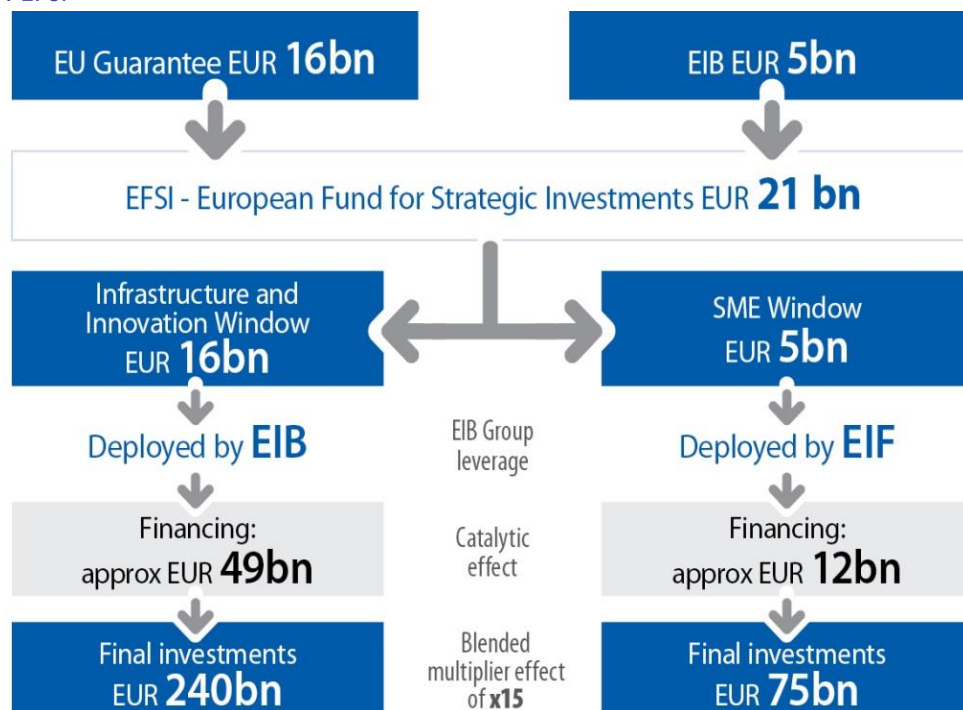 EU Guarantee EUR 16bn
EIB EUR 5bn
EFSI - European Fund for Strategic Investments EUR 21 bn
Infrastructure and
Innovation Window
EUR 16bn
SME Window
EUR 5bn
Deployed by EIB
EIB Group
leverage
Deployed by EIF
Financing:
approx EUR 49bn
Catalytic
effect
Financing:
approx EUR 12bn
Final investments
EUR 240bn
Blended
multiplier effect
of x15
Final investments
EUR 75bn